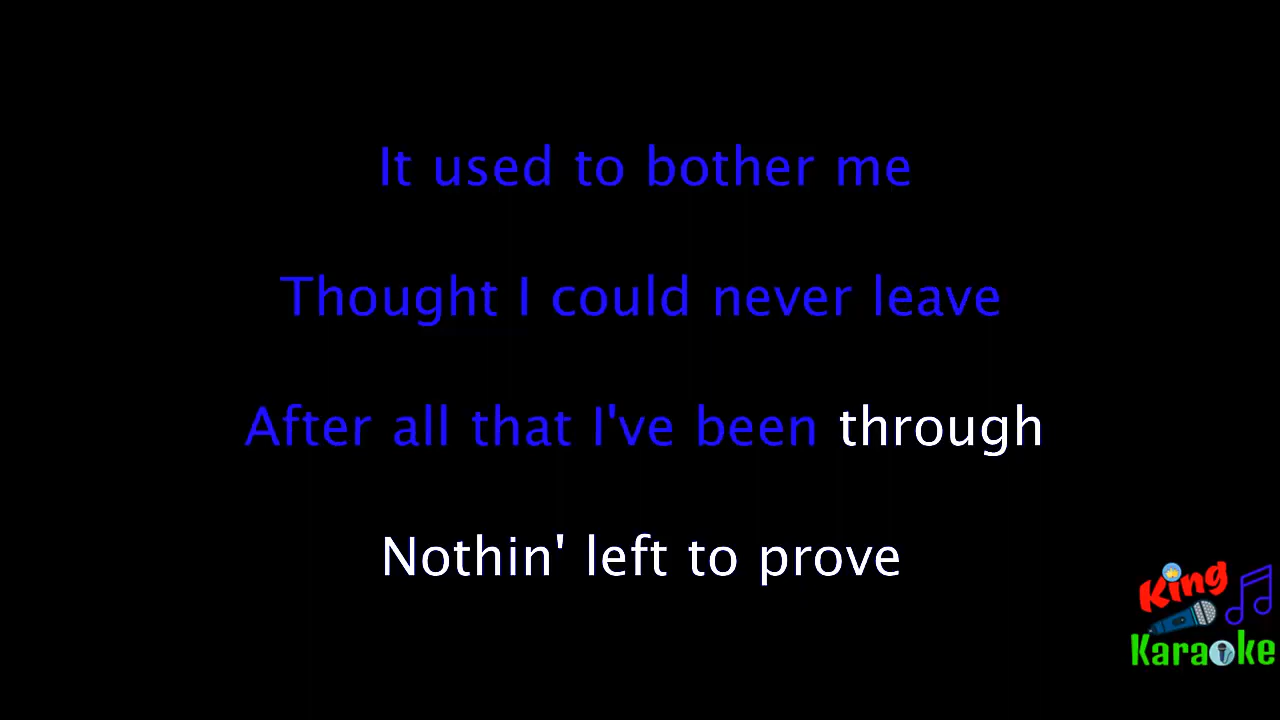 It used to bother me
Thought I could never leave
After all that I've been through
Nothin' left to prove
King
Karaoke